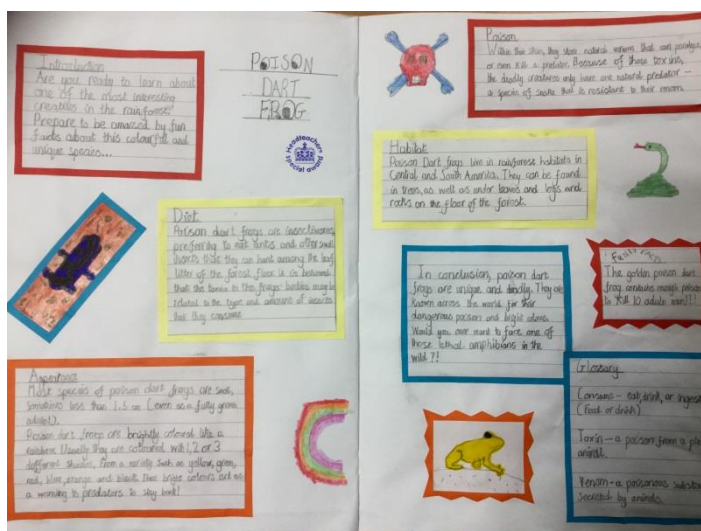 Introduction
Are you ready to learn about
one of the most interesting
creatures in the rainforest?
Prepare to be amazed by fun
facts about this colourful and
unique species...
POISON
DART
FROG
Headteachers
special award
Diet
Poison dart frogs are insectivores,
preferring to eat ants and other small
insects that they can hunt among the leaf
litter of the forest floor. It is believed
that the toxins in the frogs' bodies may be
related to the type and amount of insects
that they consume.
Appearance
Most species of poison dart frogs are small,
sometimes less than 1.5 cm (even as a fully grown
adult).
Poison dart frogs are brightly coloured like a
rainbow. Usually they are coloured with 1, 2 or 3
different shades, from a variety such as yellow, green,
red, blue, orange and black. These bright colours act as
a warning to predators to stay back!
Poison
Within their skin, they store natural venom that can paralyse
or even kill a predator. Because of these toxins,
the deadly creatures only have one natural predator -
a species of snake that is resistant to their venom.
Habitat
Poison Dart frogs live in rainforest habitats in
Central and South America. They can be found
in trees, as well as under leaves and logs and
rocks on the floor of the forest.
In conclusion, poison dart
frogs are unique and deadly. They are
known across the world for their
dangerous poison and bright colours.
Would you ever want to face one of
these lethal amphibians in the
wild?!
The golden poison dart
frog contains enough poison
to kill 10 adult men!!!
Glossary
Consume - eat, drink, or ingest
(food or drink)
Toxin - a poison from a
animal.
Venom - a poisonous
secreted by animals.